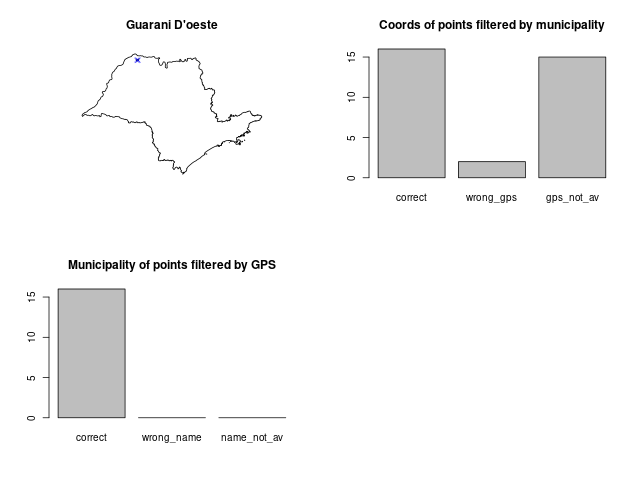 Guarani D'oeste
Coords of points filtered by municipality
15
10
5
0
correct wrong_gps gps_not_av
Municipality of points filtered by GPS
15
10
5
0
correct wrong_name name_not_av